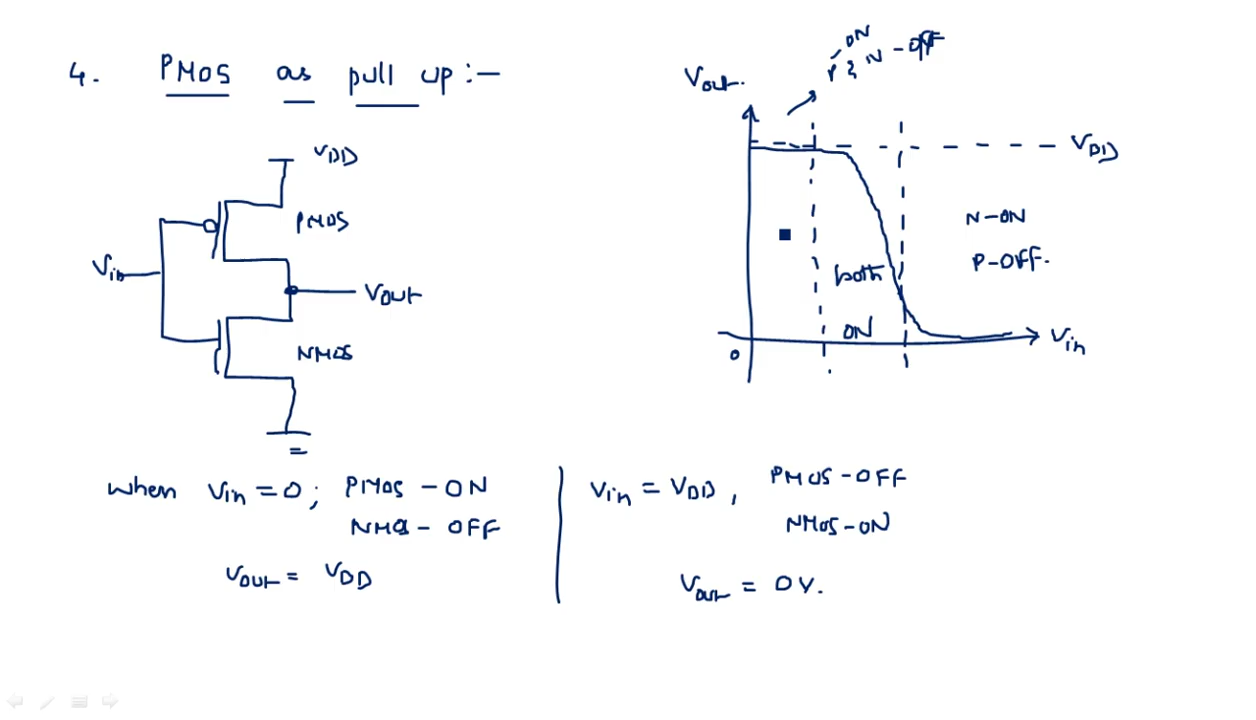 4. PMOS as pull up :-
VDD
PMOS
Vin
Vout
NMOS
ON
P & N - OFF
Vout.
VDD
N-ON
P-OFF.
both
ON
0
Vin
When Vin = 0 ; PMOS - ON
NMOS - OFF
Vout = VDD
Vin = VDD , PMOS - OFF
NMOS - ON
Vout = 0V.